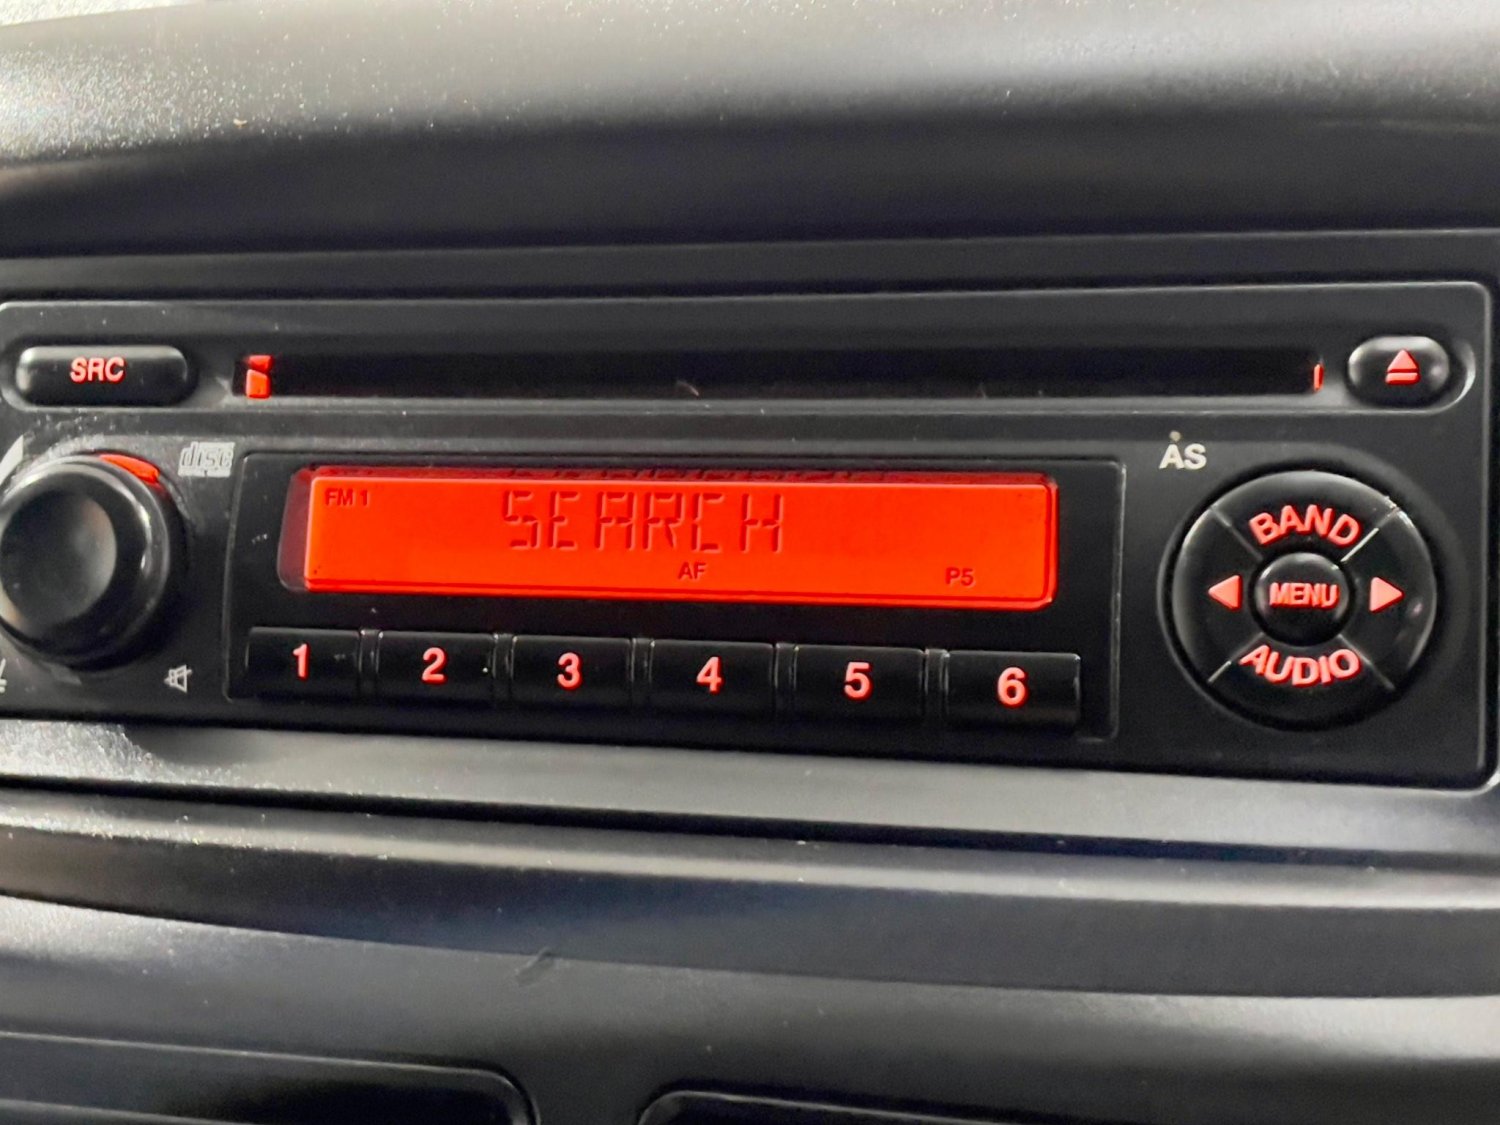 SRC
disc
AS
FM 1
SEARCH
AF
P5
BAND
MENU
AUDIO
1 2 3 4 5 6